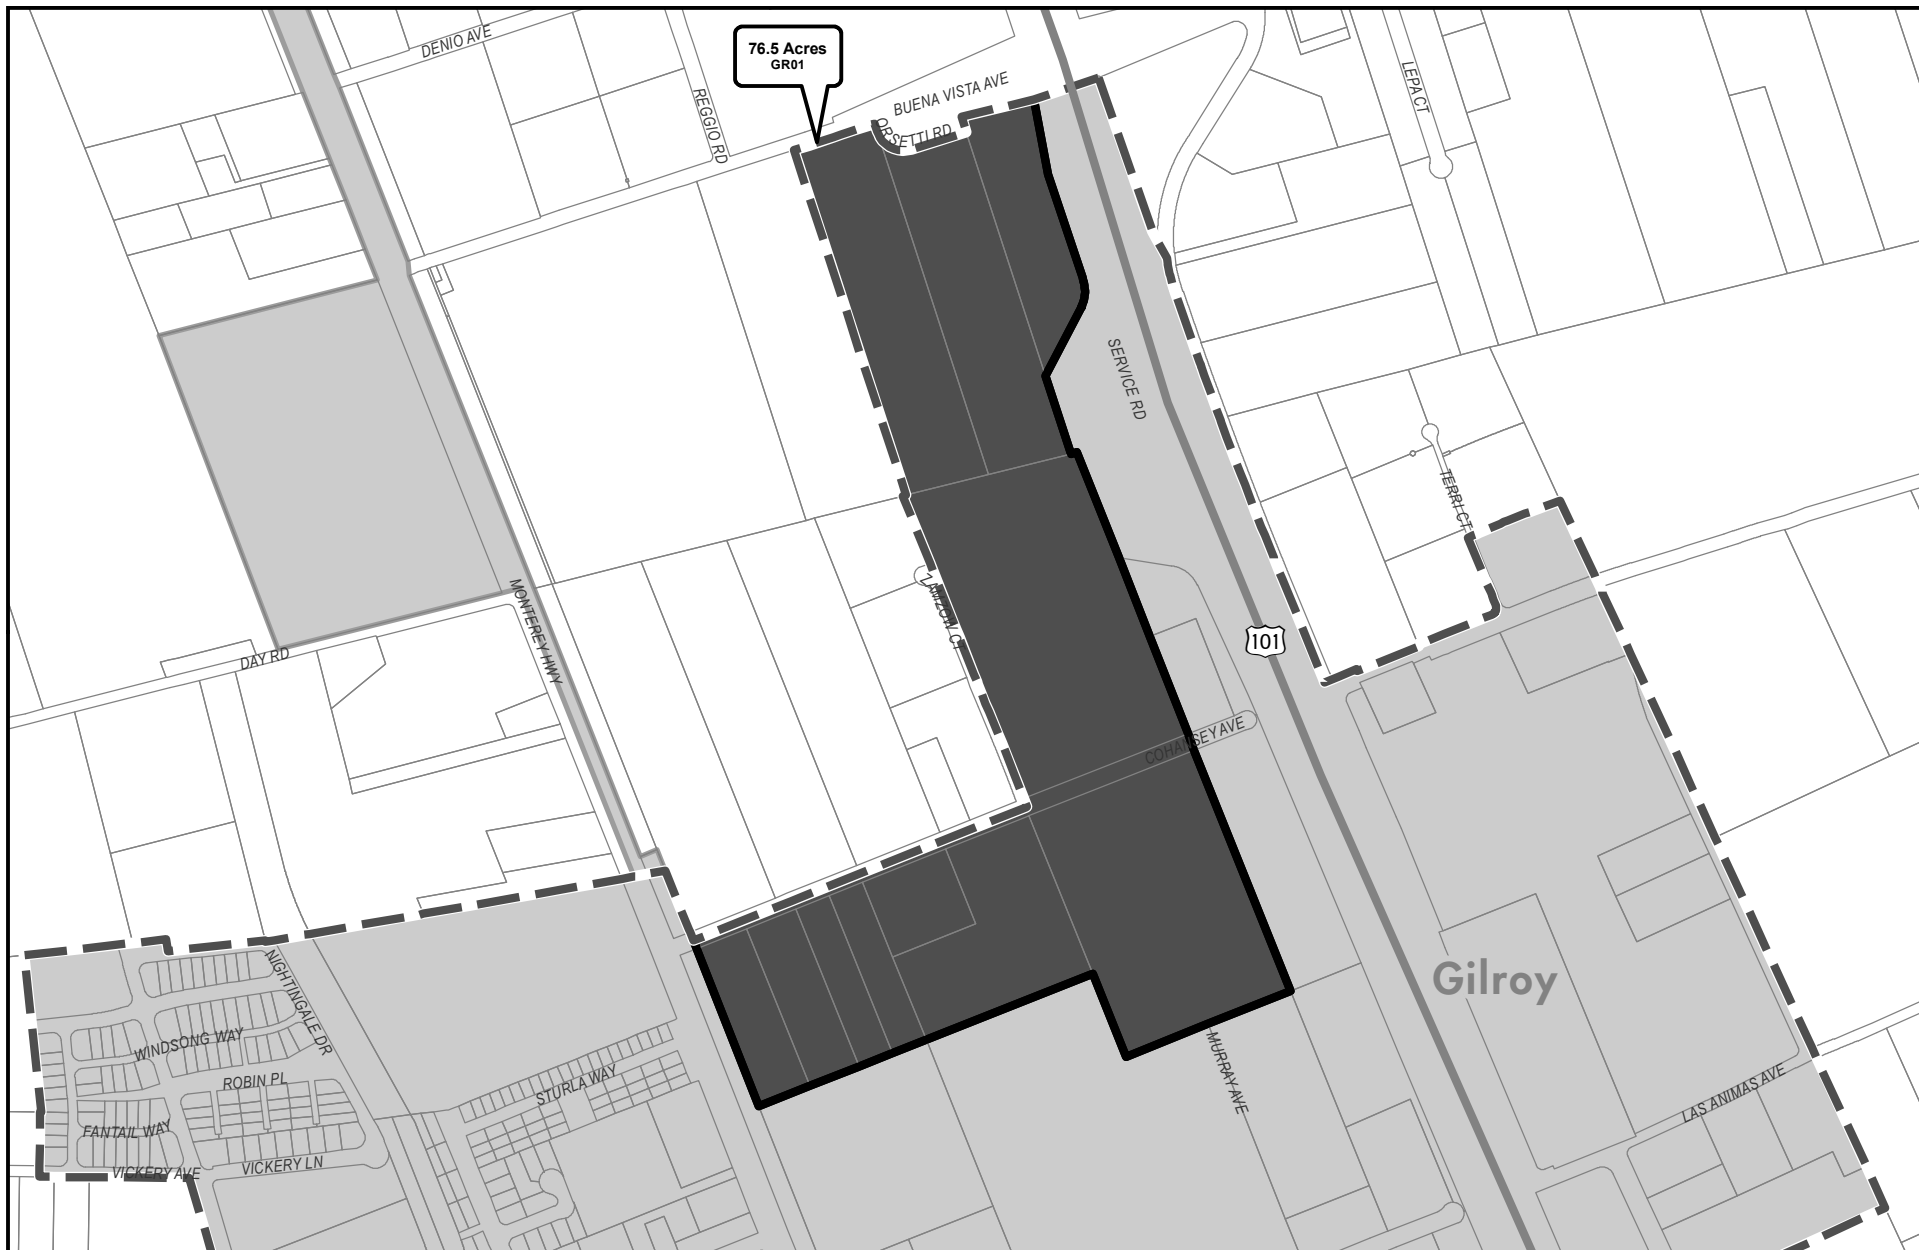 DENIO AVE
76.5 Acres
GR01
REGGIO RD
BUENA VISTA AVE
ORSETTI RD
LEPA CT
SERVICE RD
TERRI CT
MONTEREY HWY
LAMZOW CT
101
DAY RD
COHANSEY AVE
Gilroy
NIGHTINGALE DR
WINDSONG WAY
ROBIN PL
STURLA WAY
MURRAY AVE
LAS ANIMAS AVE
FANTAIL WAY
VICKERY AVE
VICKERY LN